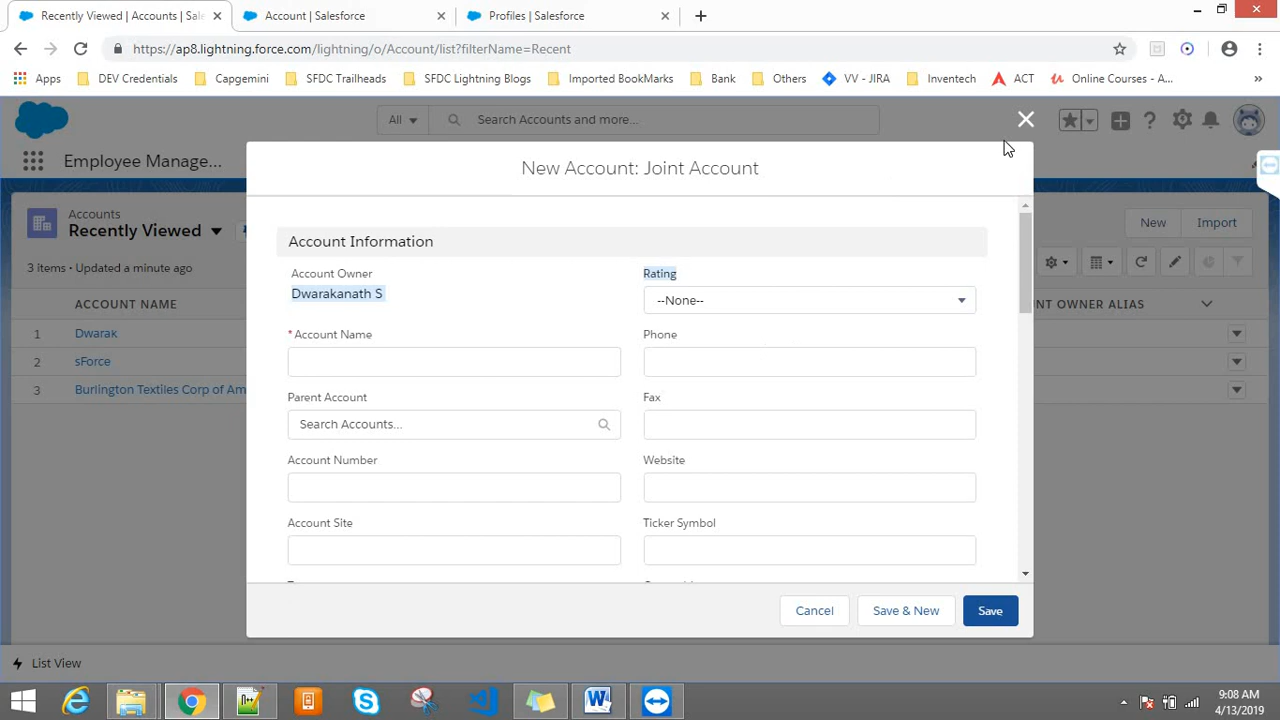 Recently Viewed | Accounts | Sale
Account | Salesforce
Profiles | Salesforce
https://ap8.lightning.force.com/lightning/o/Account/list?filterName=Recent
Apps
DEV Credentials
Capgemini
SFDC Trailheads
SFDC Lightning Blogs
Imported BookMarks
Bank
Others
VV - JIRA
Inventech
ACT
Online Courses - A...
All
Search Accounts and more...
Employee Manage...
New Account: Joint Account
Accounts
Recently Viewed
New
Import
3 items • Updated a minute ago
ACCOUNT NAME
NT OWNER ALIAS
1 Dwarak
2 sForce
3 Burlington Textiles Corp of Am
Account Information
Account Owner
Dwarakanath S
Rating
--None--
* Account Name
Phone
Parent Account
Search Accounts...
Fax
Account Number
Website
Account Site
Ticker Symbol
Cancel
Save & New
Save
List View
9:08 AM
4/13/2019